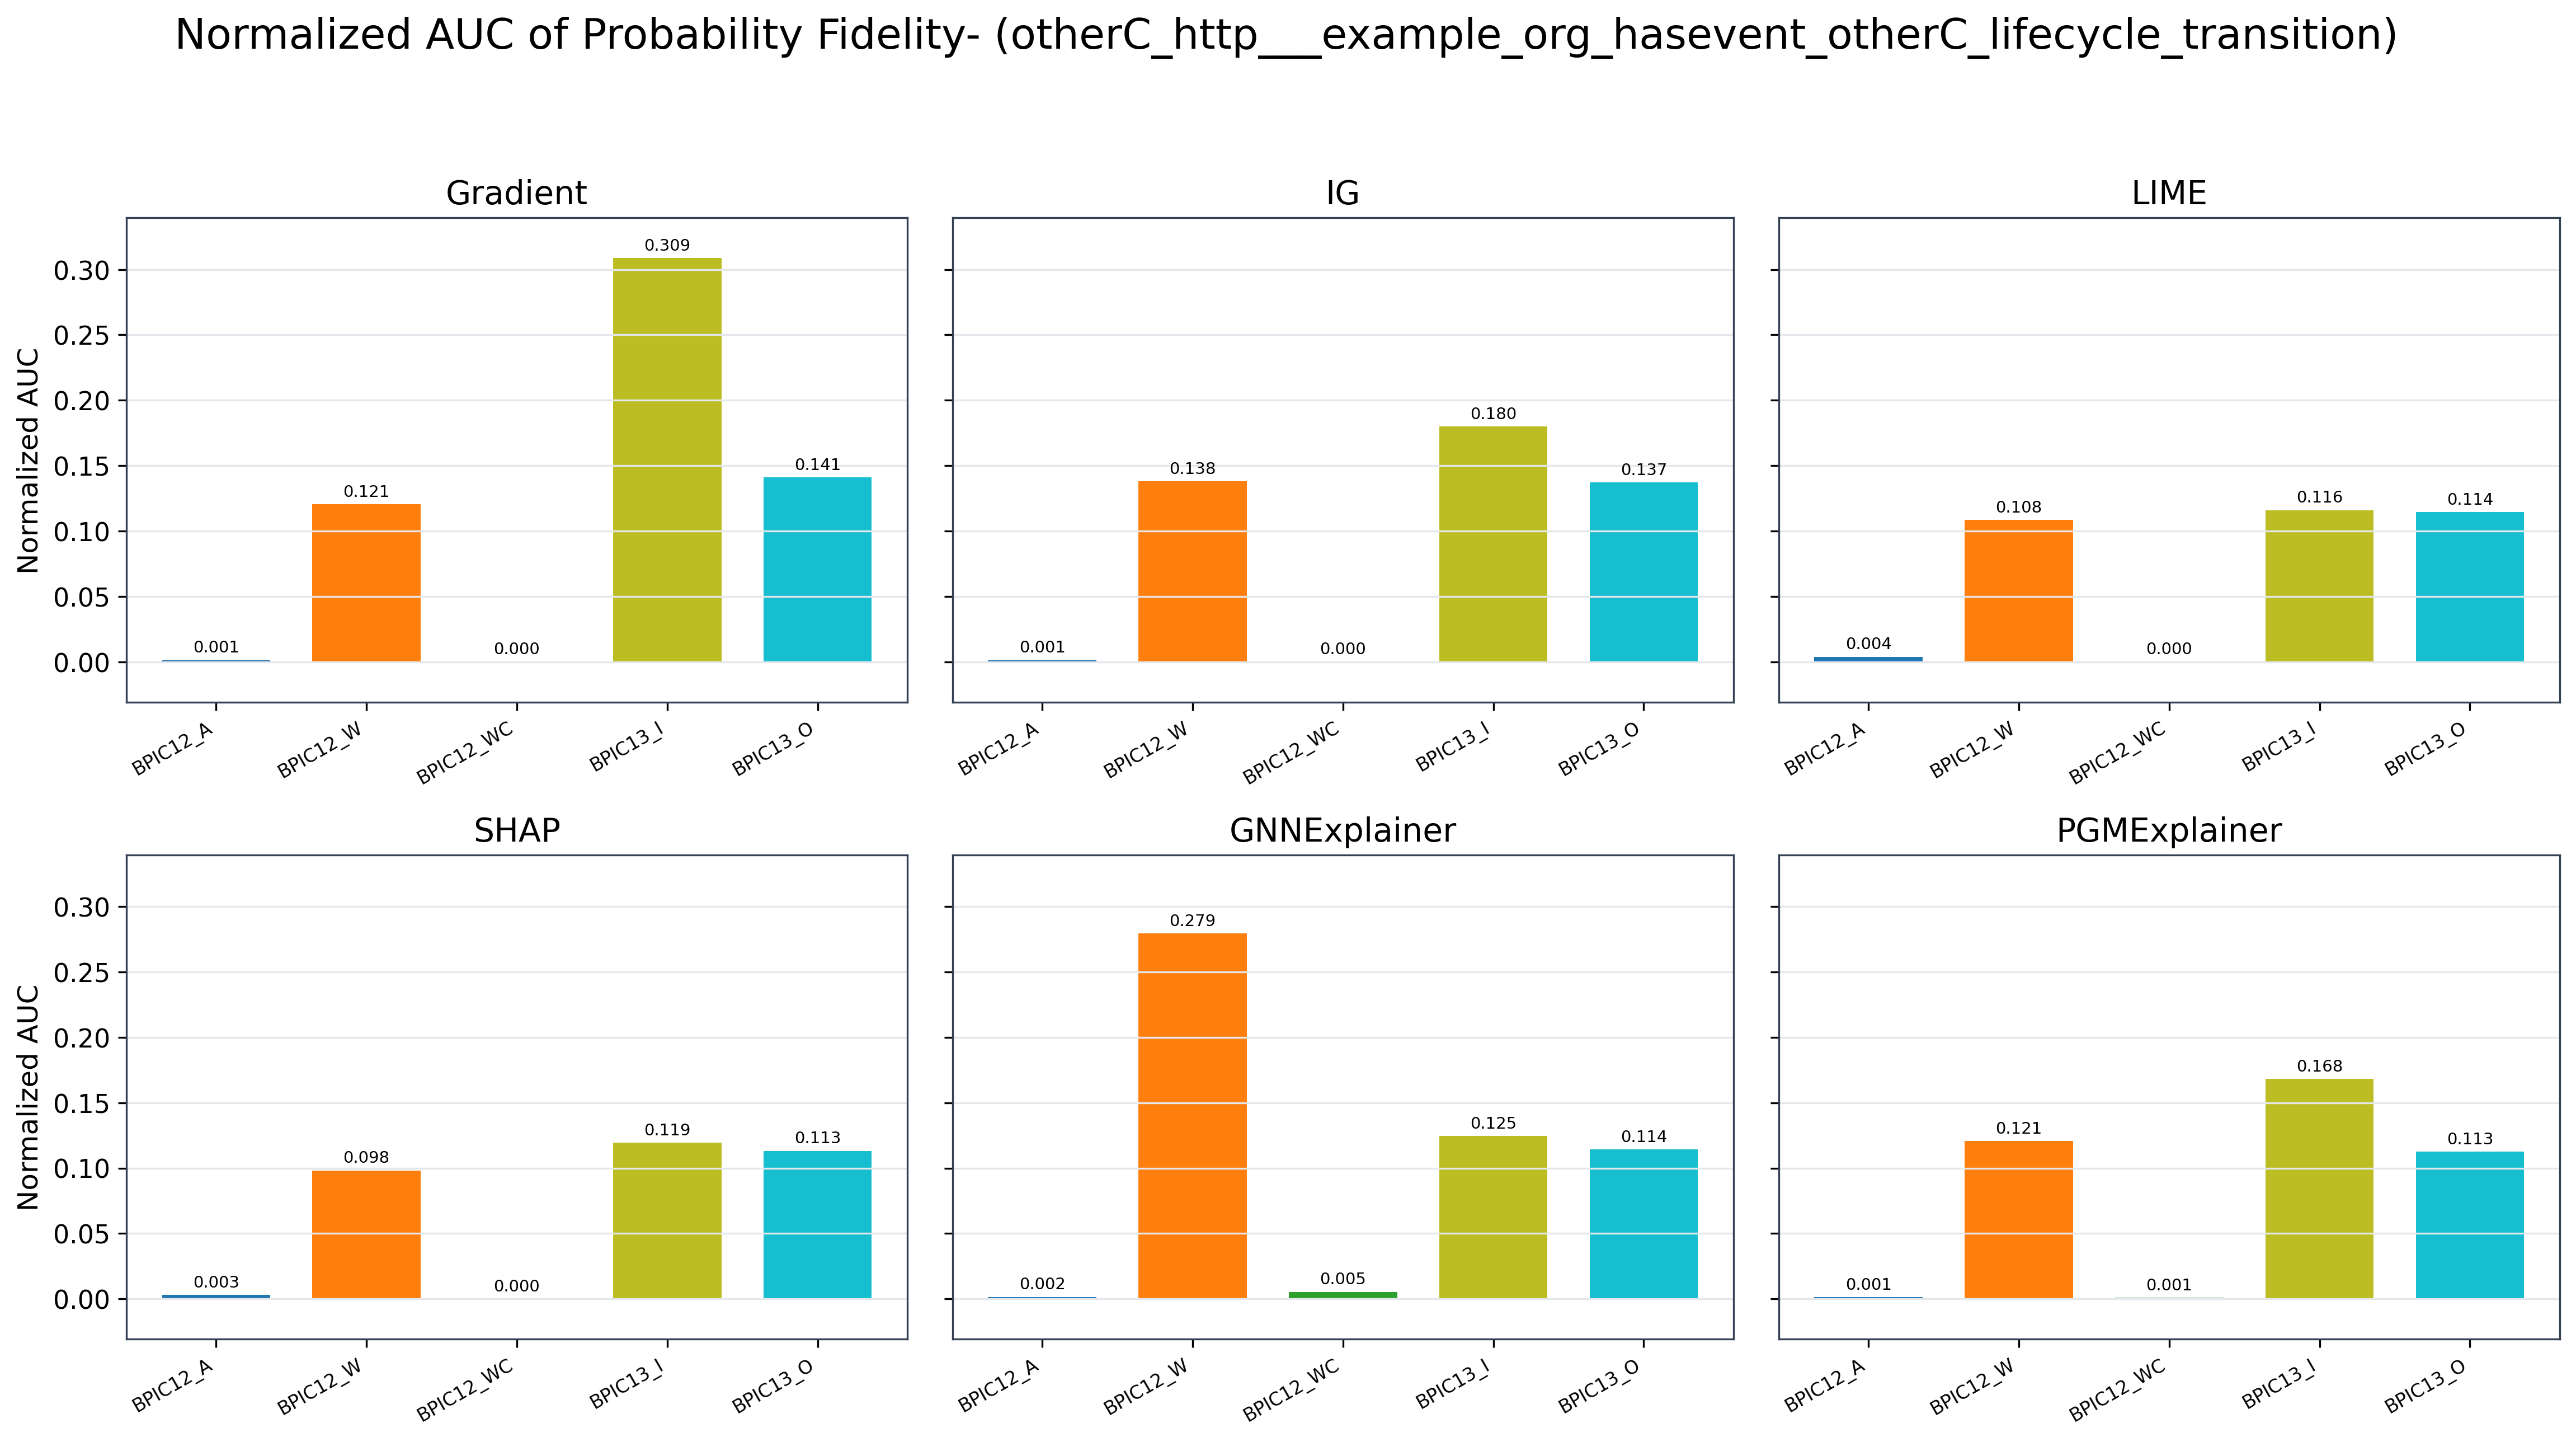 Normalized AUC of Probability Fidelity- (otherC_http___example_org_hasevent_otherC_lifecycle_transition)
Gradient
Normalized AUC
0.30
0.25
0.20
0.15
0.10
0.05
0.00
0.001
0.121
0.000
0.309
0.141
BPIC12_A
BPIC12_W
BPIC12_WC
BPIC13_I
BPIC13_O
IG
0.001
0.138
0.000
0.180
0.137
BPIC12_A
BPIC12_W
BPIC12_WC
BPIC13_I
BPIC13_O
LIME
0.004
0.108
0.000
0.116
0.114
BPIC12_A
BPIC12_W
BPIC12_WC
BPIC13_I
BPIC13_O
SHAP
Normalized AUC
0.30
0.25
0.20
0.15
0.10
0.05
0.00
0.003
0.098
0.000
0.119
0.113
BPIC12_A
BPIC12_W
BPIC12_WC
BPIC13_I
BPIC13_O
GNNExplainer
0.002
0.279
0.005
0.125
0.114
BPIC12_A
BPIC12_W
BPIC12_WC
BPIC13_I
BPIC13_O
PGMExplainer
0.001
0.121
0.001
0.168
0.113
BPIC12_A
BPIC12_W
BPIC12_WC
BPIC13_I
BPIC13_O